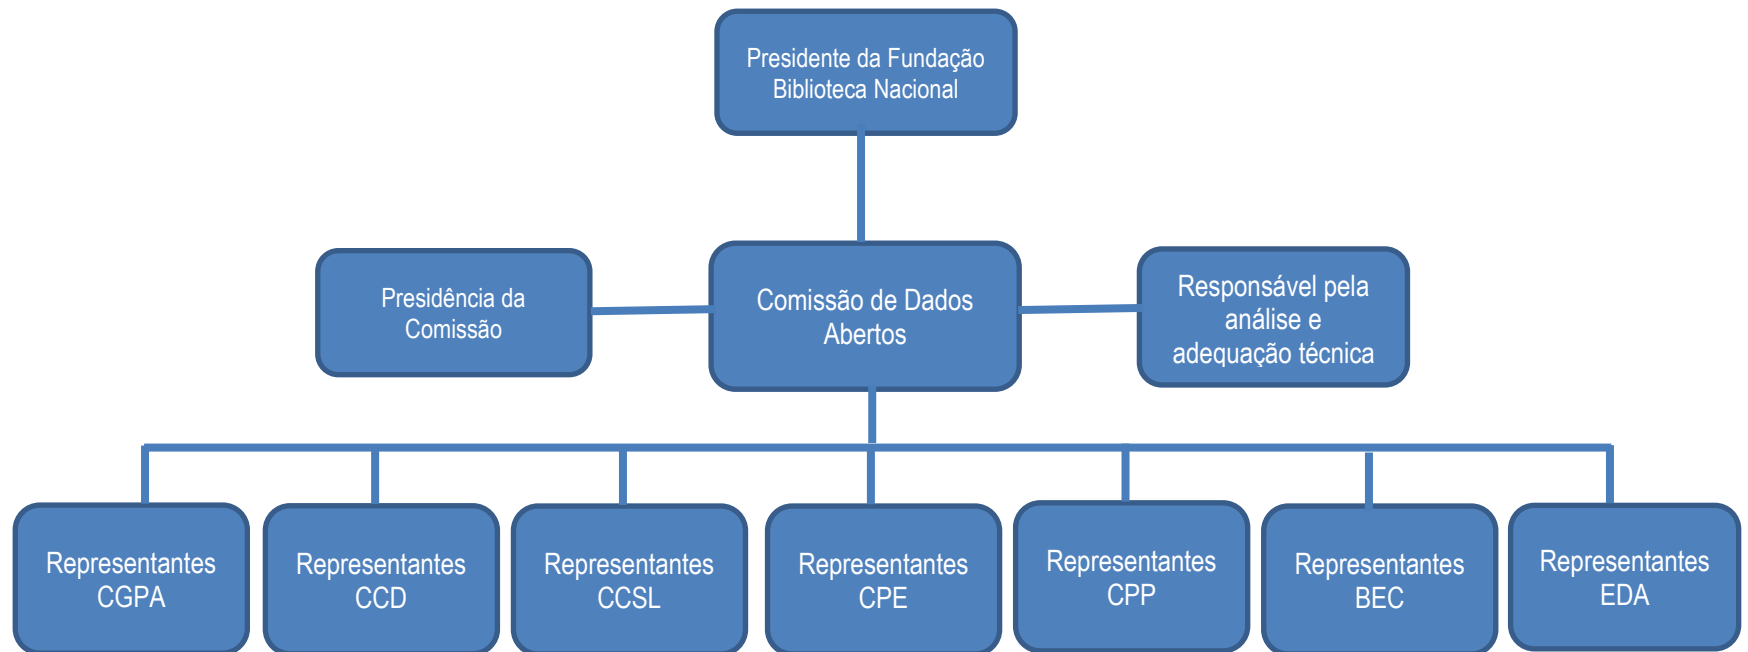 Presidente da Fundação
Biblioteca Nacional
Presidência da
Comissão
Comissão de Dados
Abertos
Responsável pela
análise e
adequação técnica
Representantes
CGPA
Representantes
CCD
Representantes
CCSL
Representantes
CPE
Representantes
CPP
Representantes
BEC
Representantes
EDA